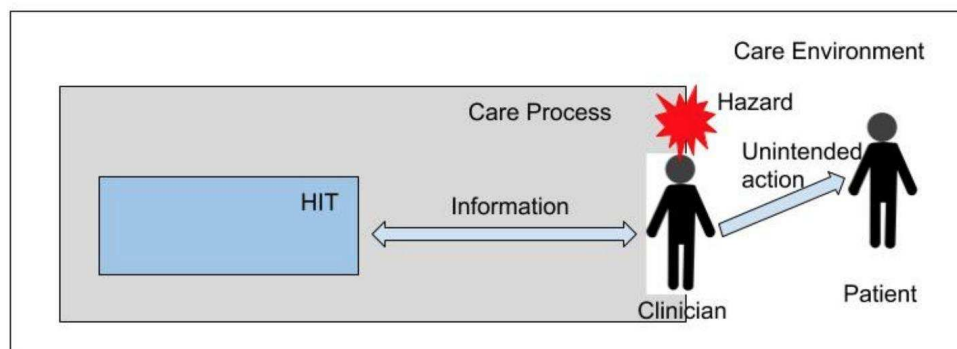 Care Environment
Care Process
Hazard
Unintended
action
HIT
Information
Clinician
Patient